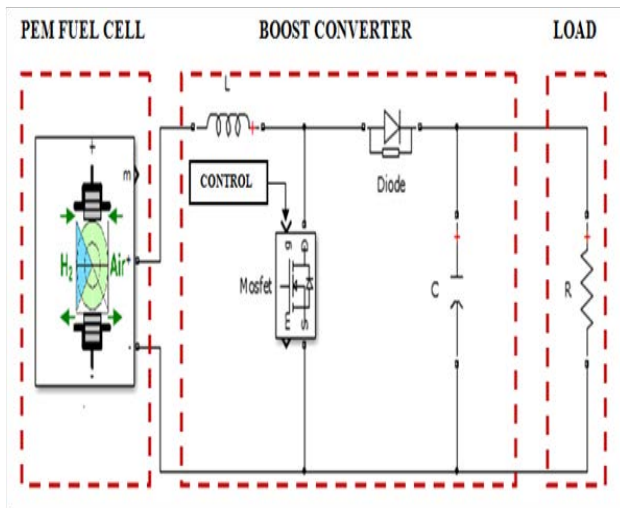 PEM FUEL CELL
BOOST CONVERTER
LOAD
L
+
m
CONTROL
Diode
H2
Air
+
g
D
Mosfet
m
S
C
+
R
+
-